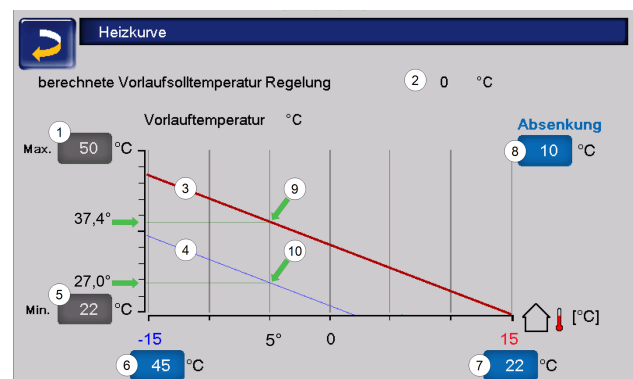 Heizkurve
berechnete Vorlaufsolltemperatur Regelung 2 0 °C
Vorlauftemperatur °C
Absenkung
1
Max. 50 °C
8 10 °C
3
9
37,4°
4
10
27,0°
5
Min. 22 °C
[°C]
-15 5° 0 15
6 45 °C
7 22 °C